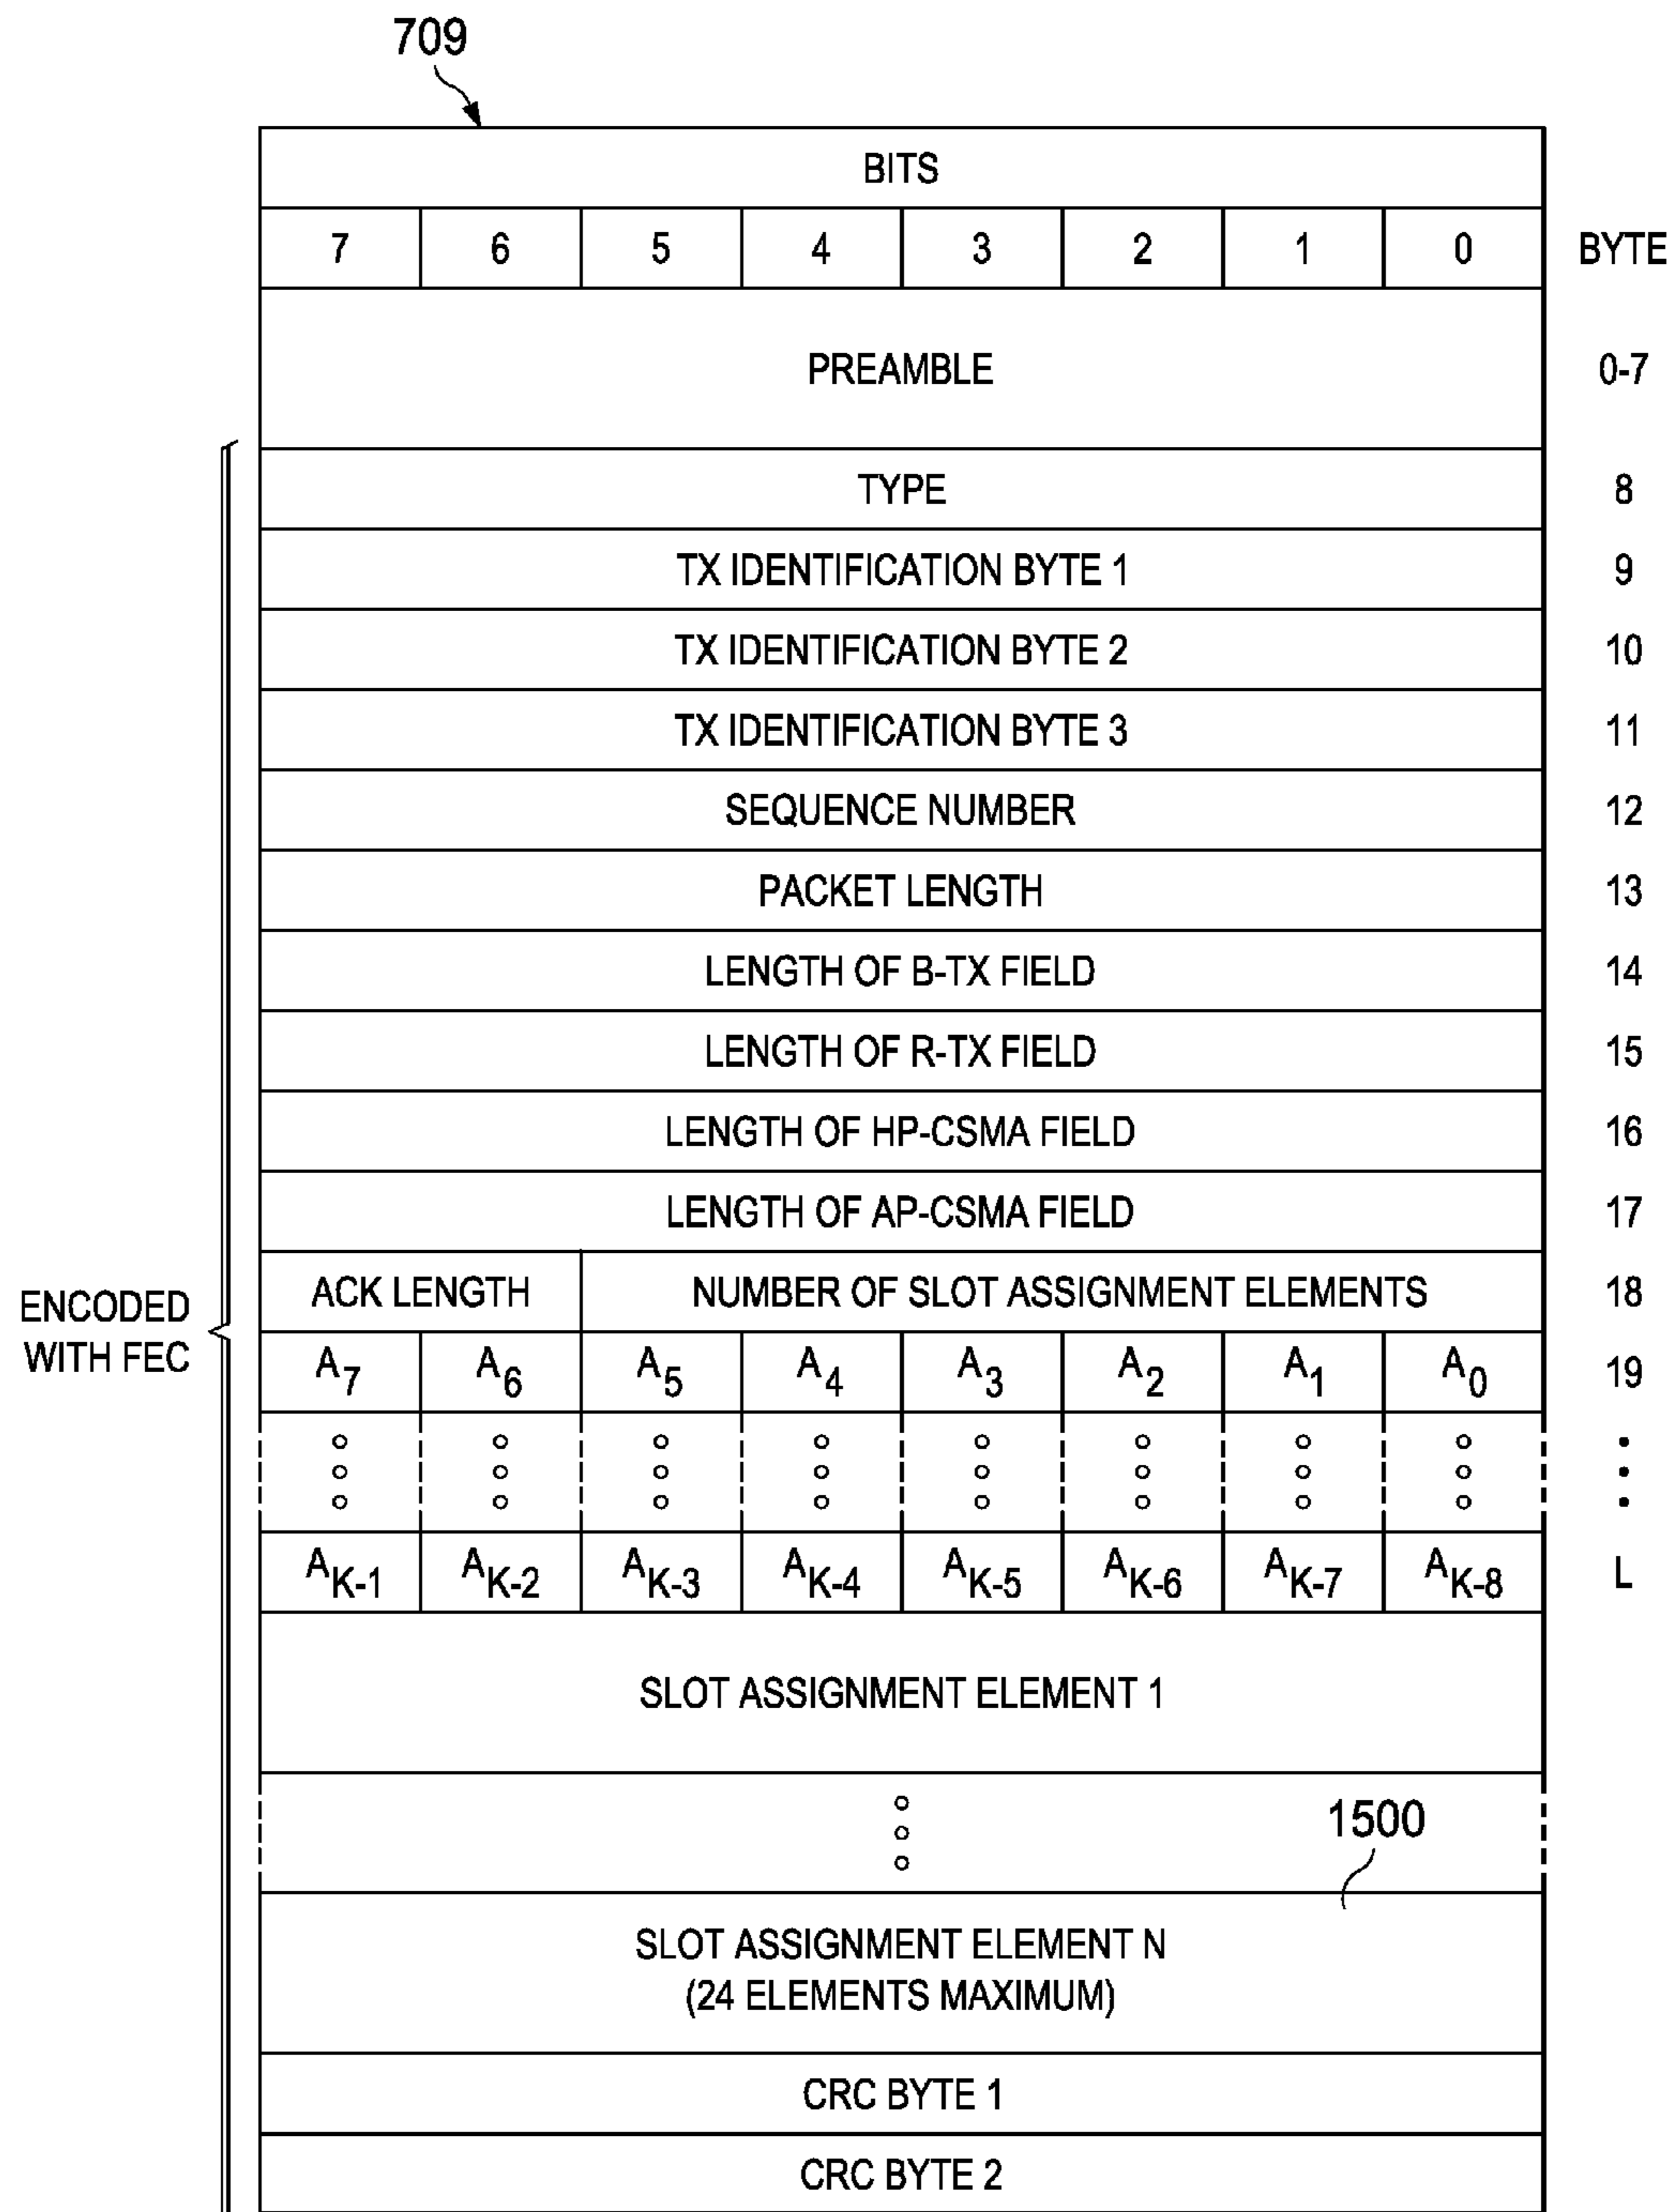 709
BITS
7 6 5 4 3 2 1 0 BYTE
PREAMBLE 0-7
TYPE 8
TX IDENTIFICATION BYTE 1 9
TX IDENTIFICATION BYTE 2 10
TX IDENTIFICATION BYTE 3 11
SEQUENCE NUMBER 12
PACKET LENGTH 13
LENGTH OF B-TX FIELD 14
LENGTH OF R-TX FIELD 15
LENGTH OF HP-CSMA FIELD 16
LENGTH OF AP-CSMA FIELD 17
ACK LENGTH NUMBER OF SLOT ASSIGNMENT ELEMENTS 18
ENCODED
WITH FEC
A7 A6 A5 A4 A3 A2 A1 A0 19
AK-1 AK-2 AK-3 AK-4 AK-5 AK-6 AK-7 AK-8 L
SLOT ASSIGNMENT ELEMENT 1
1500
SLOT ASSIGNMENT ELEMENT N
(24 ELEMENTS MAXIMUM)
CRC BYTE 1
CRC BYTE 2